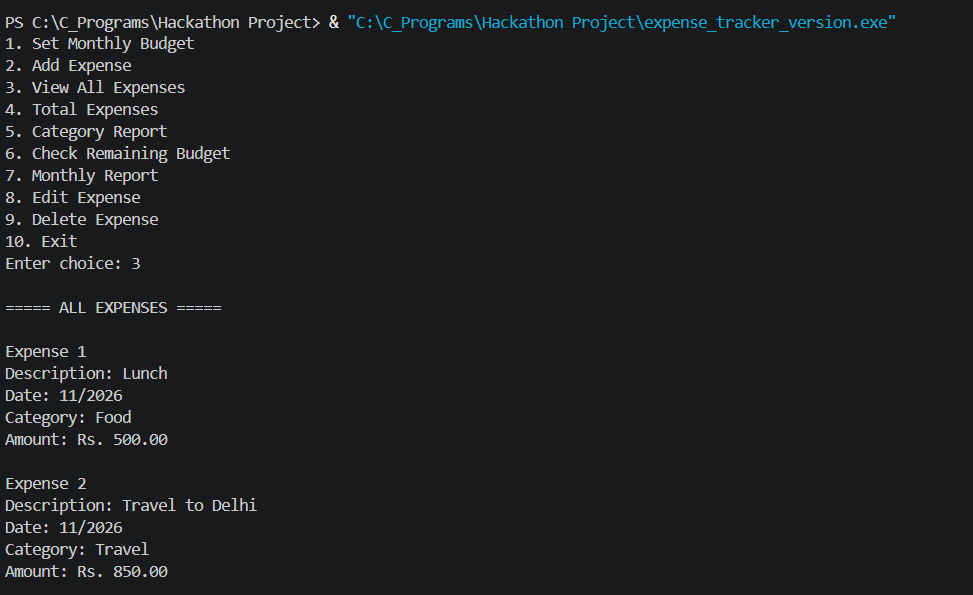 PS C:\C_Programs\Hackathon Project> & "C:\C_Programs\Hackathon Project\expense_tracker_version.exe"
1. Set Monthly Budget
2. Add Expense
3. View All Expenses
4. Total Expenses
5. Category Report
6. Check Remaining Budget
7. Monthly Report
8. Edit Expense
9. Delete Expense
10. Exit
Enter choice: 3
===== ALL EXPENSES =====
Expense 1
Description: Lunch
Date: 11/2026
Category: Food
Amount: Rs. 500.00
Expense 2
Description: Travel to Delhi
Date: 11/2026
Category: Travel
Amount: Rs. 850.00